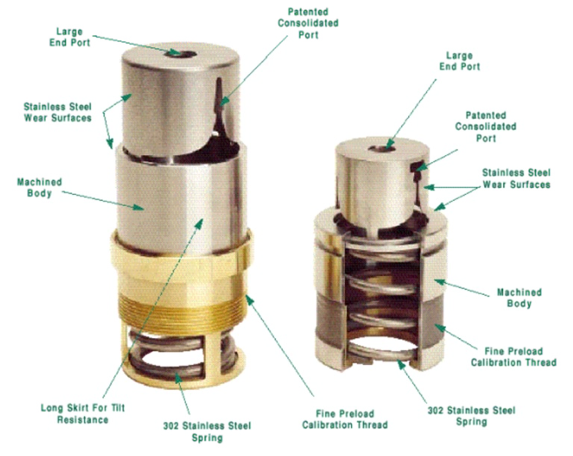 Large
End Port
Patented
Consolidated
Port
Stainless Steel
Wear Surfaces
Machined
Body
Long Skirt For Tilt
Resistance
302 Stainless Steel
Spring
Fine Preload
Calibration Thread
Large
End Port
Patented
Consolidated
Port
Stainless Steel
Wear Surfaces
Machined
Body
Fine Preload
Calibration Thread
302 Stainless Steel
Spring